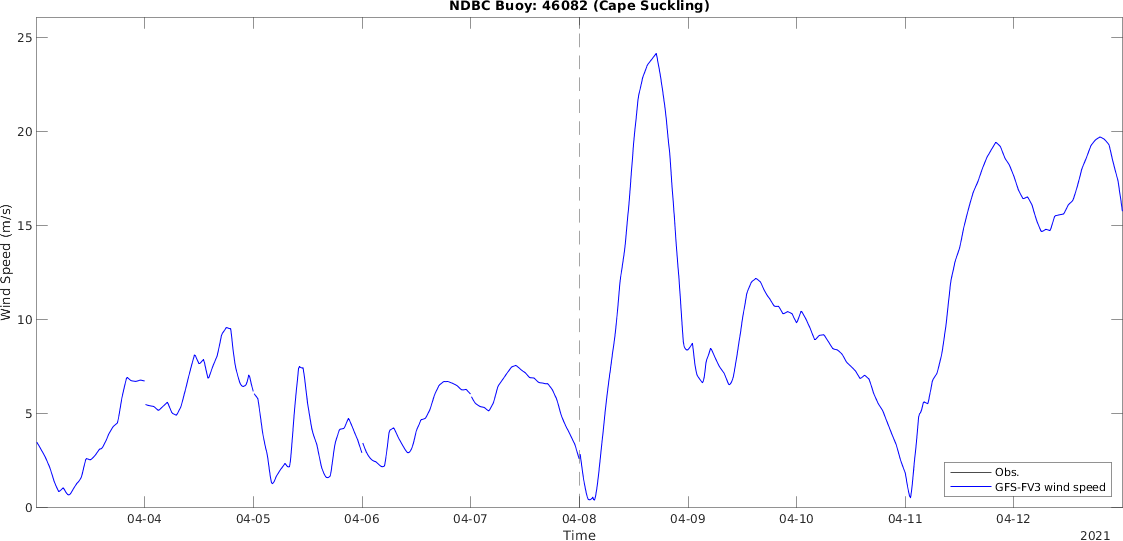 NDBC Buoy: 46082 (Cape Suckling)
25
20
15
10
5
0
Wind Speed (m/s)
04-04 04-05 04-06 04-07 04-08 04-09 04-10 04-11 04-12
Time
2021
Obs.
GFS-FV3 wind speed